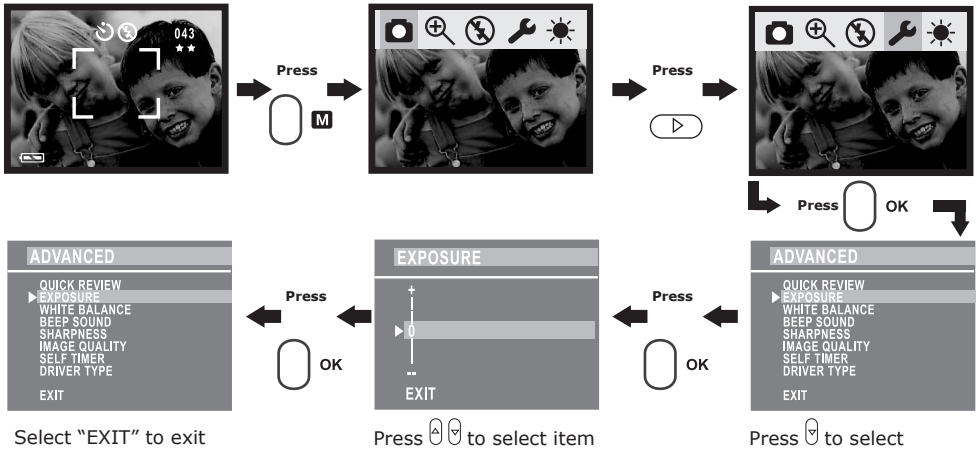 043
★★
Press
M
Press
Press OK
ADVANCED
QUICK REVIEW
EXPOSURE
WHITE BALANCE
BEEP SOUND
SHARPNESS
IMAGE QUALITY
SELF TIMER
DRIVER TYPE
EXIT
Press to select
Press
OK
EXPOSURE
+
0
--
EXIT
Press to select item
Press
OK
ADVANCED
QUICK REVIEW
EXPOSURE
WHITE BALANCE
BEEP SOUND
SHARPNESS
IMAGE QUALITY
SELF TIMER
DRIVER TYPE
EXIT
Select “EXIT” to exit